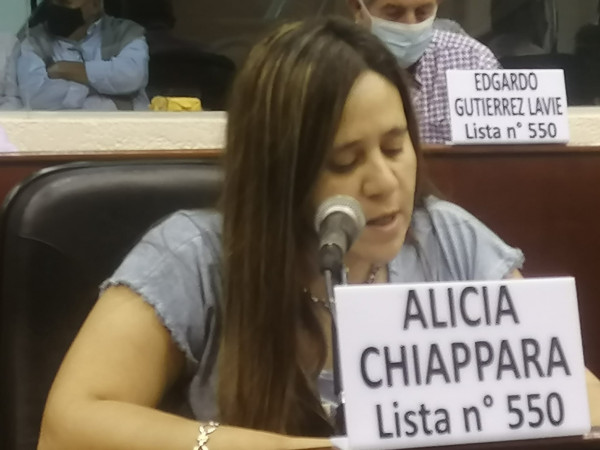 EDGARDO
GUTIERREZ LAVIE
Lista n° 550
ALICIA
CHIAPPARA
Lista n° 550